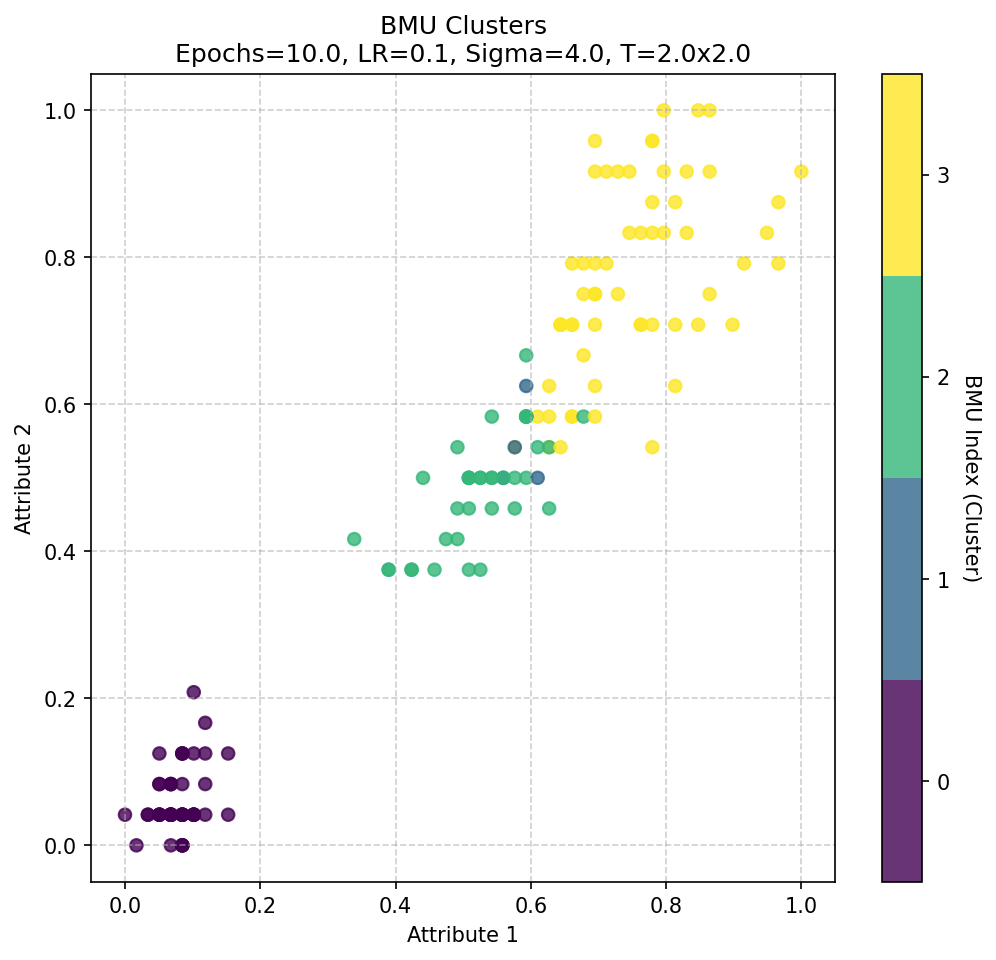 BMU Clusters
Epochs=10.0, LR=0.1, Sigma=4.0, T=2.0x2.0
1.0
0.8
0.6
0.4
0.2
0.0
Attribute 2
0.0 0.2 0.4 0.6 0.8 1.0
Attribute 1
3
2
1
0
BMU Index (Cluster)